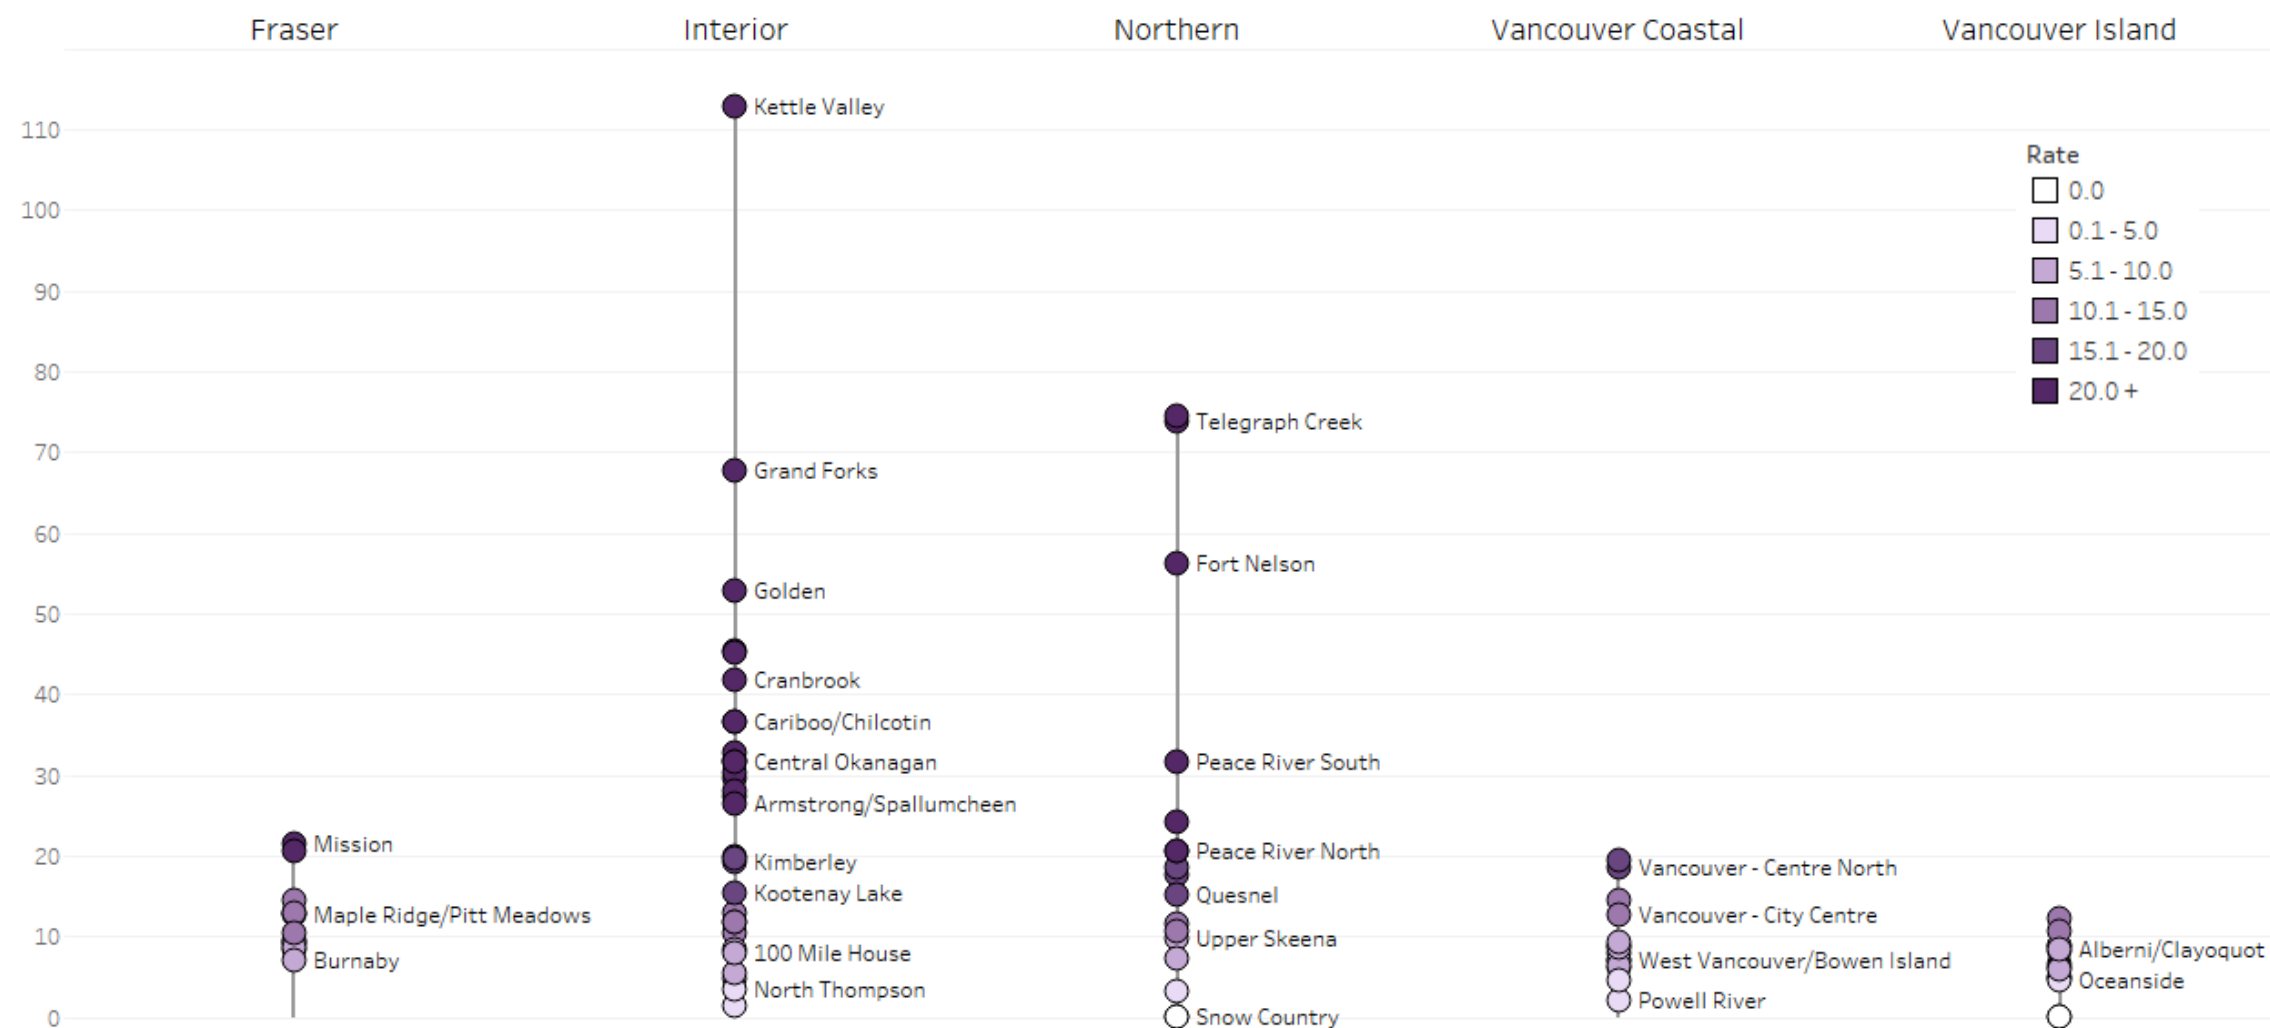 Fraser
Interior
Northern
Vancouver Coastal
Vancouver Island
110
100
90
80
70
60
50
40
30
20
10
0
Mission
Maple Ridge/Pitt Meadows
Burnaby
Kettle Valley
Grand Forks
Golden
Cranbrook
Cariboo/Chilcotin
Central Okanagan
Armstrong/Spallumcheen
Kimberley
Kootenay Lake
100 Mile House
North Thompson
Telegraph Creek
Fort Nelson
Peace River South
Peace River North
Quesnel
Upper Skeena
Snow Country
Vancouver - Centre North
Vancouver - City Centre
West Vancouver/Bowen Island
Powell River
Alberni/Clayoquot
Oceanside
Rate
0.0
0.1 - 5.0
5.1 - 10.0
10.1 - 15.0
15.1 - 20.0
20.0 +